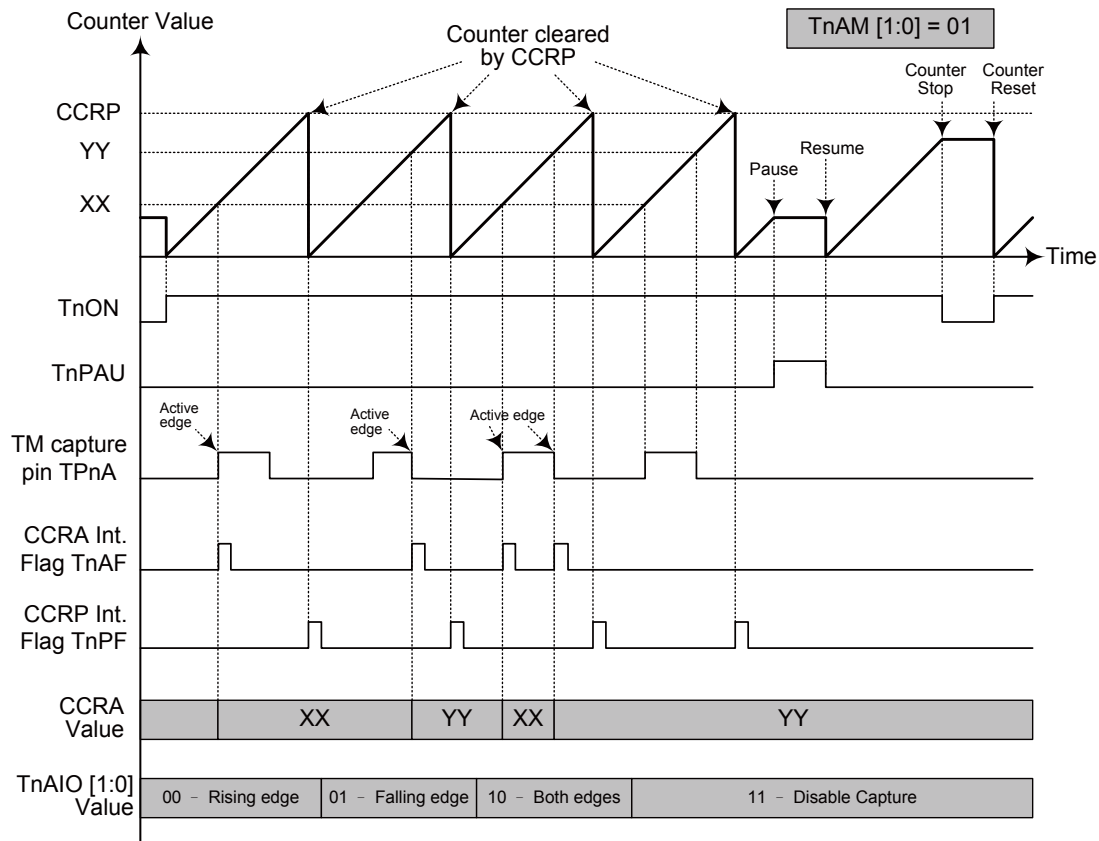 Counter Value
TnAM [1:0] = 01
Counter cleared
by CCRP
Counter
Stop
Counter
Reset
CCRP
YY
XX
Pause
Resume
Time
TnON
TnPAU
Active
edge
Active
edge
Active edge
TM capture
pin TPnA
CCRA Int.
Flag TnAF
CCRP Int.
Flag TnPF
CCRA
Value
XX
YY
XX
YY
TnAIO [1:0]
Value
00 – Rising edge
01 – Falling edge
10 – Both edges
11 – Disable Capture